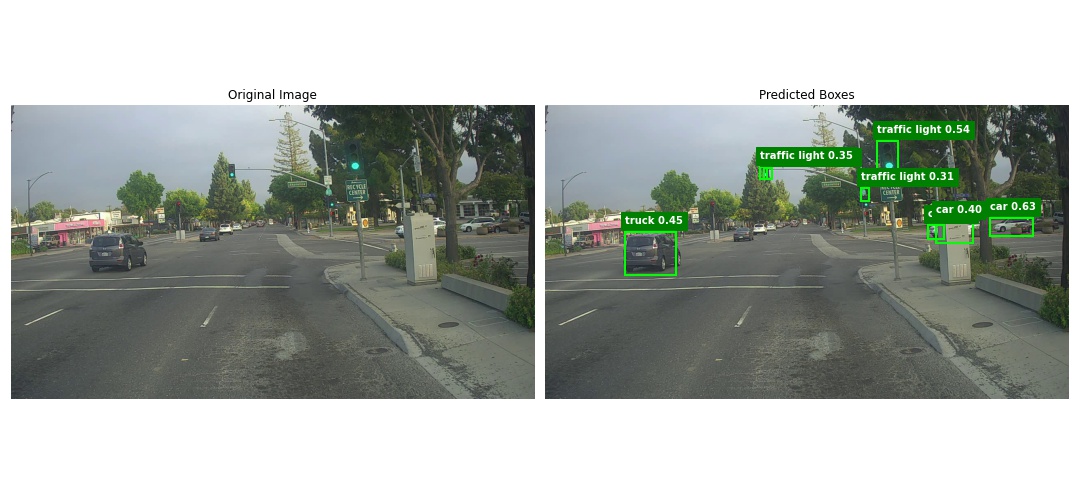 Original Image
Predicted Boxes
RECYCLE
CENTER
traffic light 0.54
traffic light 0.35
traffic light 0.31
truck 0.45
car 0.40
car 0.63